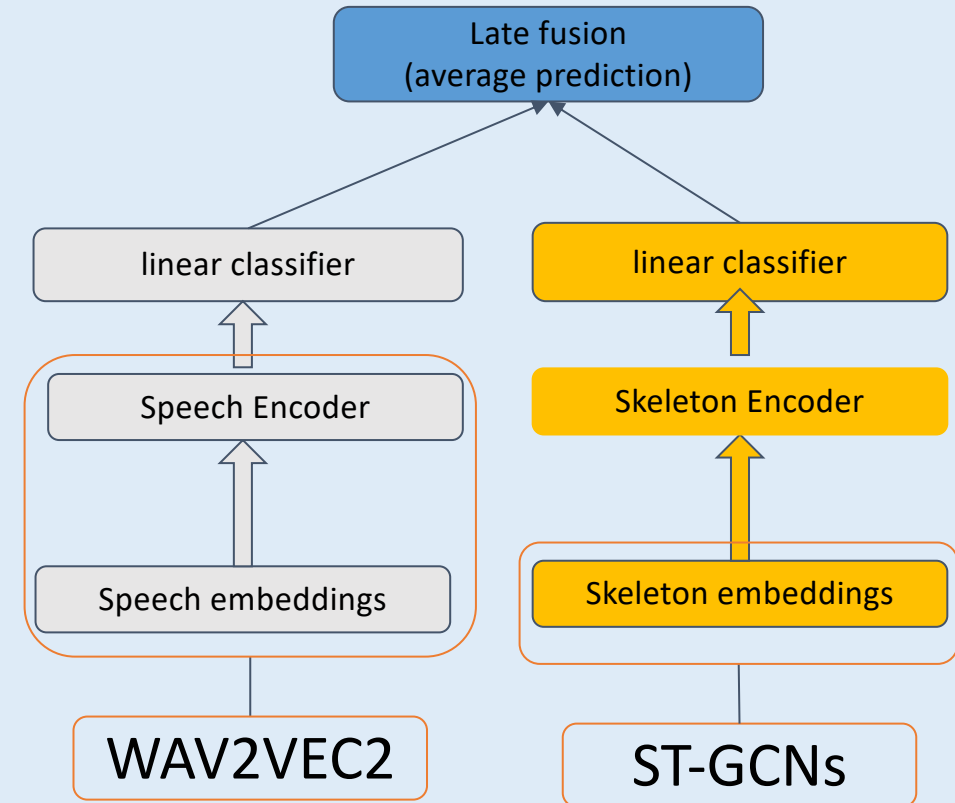 Late fusion
(average prediction)
linear classifier
linear classifier
Speech Encoder
Skeleton Encoder
Speech embeddings
Skeleton embeddings
WAV2VEC2
ST-GCNs